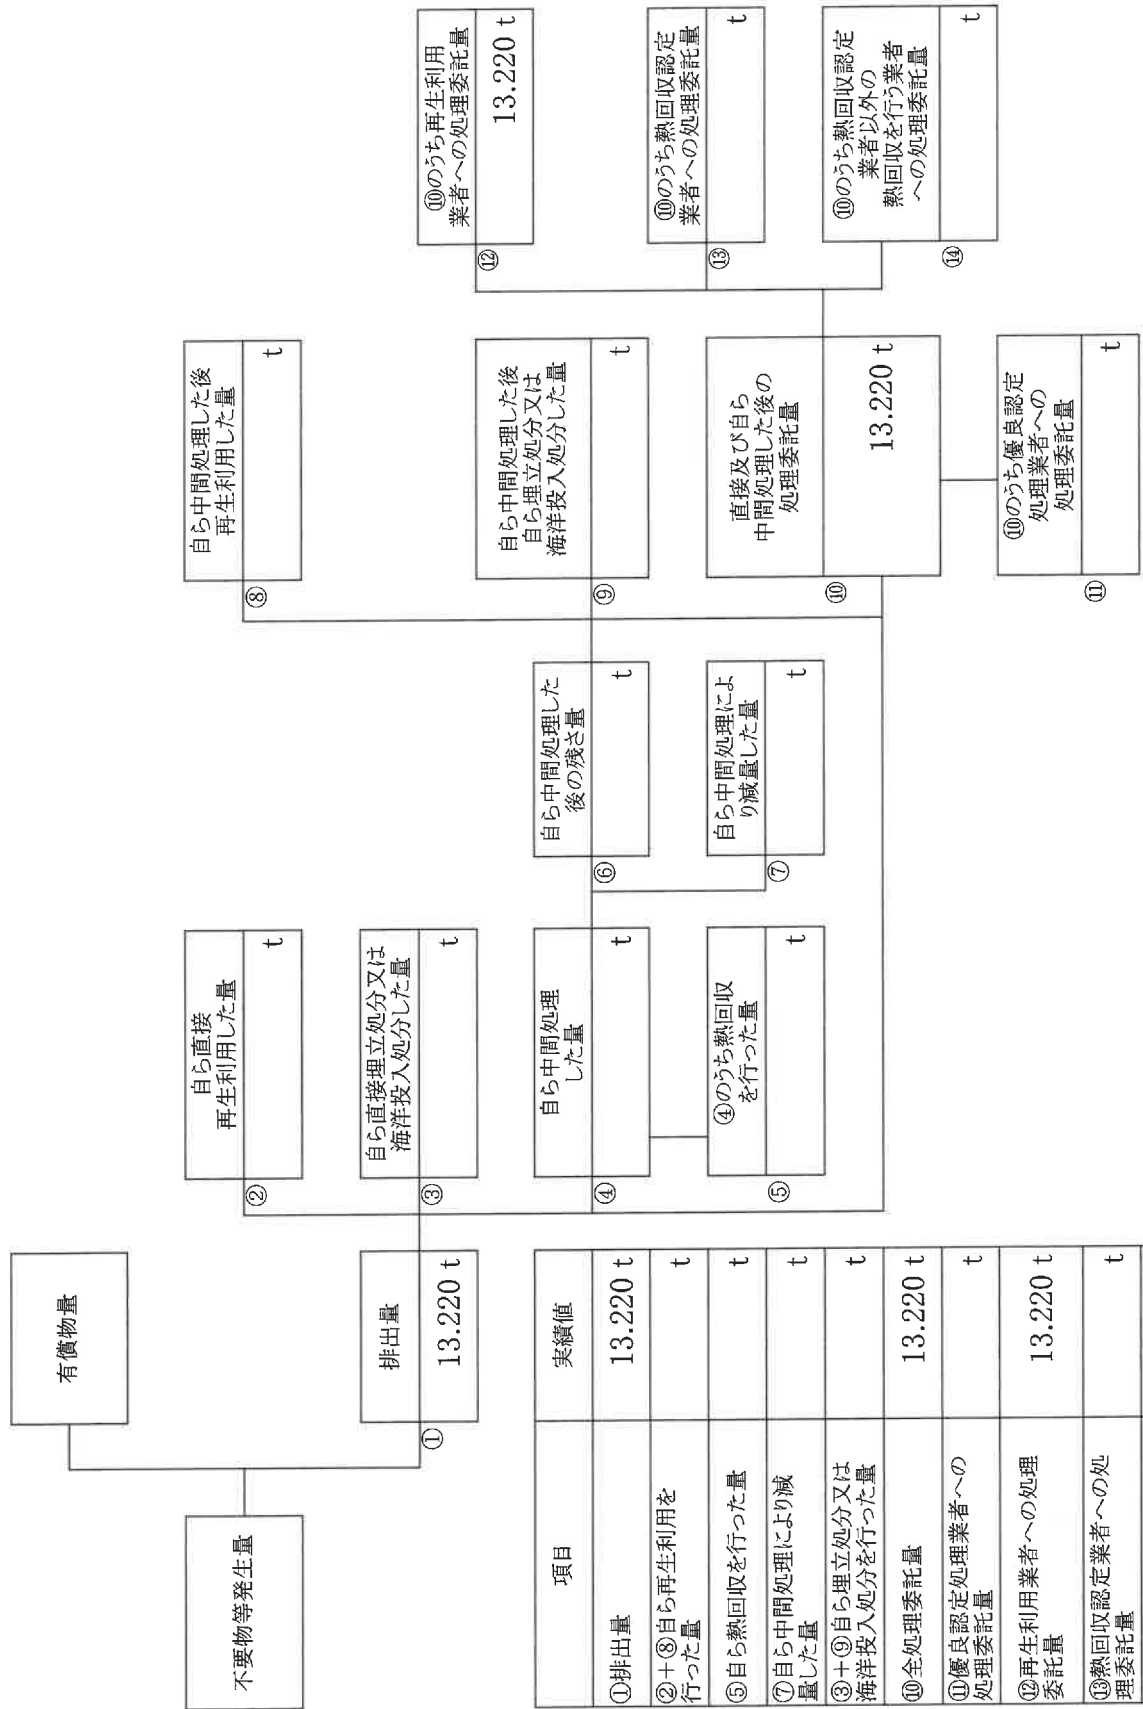 不要物等発生量
有償物量
①
排出量
13.220 t
②
自ら直接
再生利用した量
t
③
自ら直接埋立処分又は
海洋投入処分した量
t
④
自ら中間処理
した量
t
⑤
④のうち熱回収
を行った量
t
⑥
自ら中間処理した
後の残さ量
t
⑦
自ら中間処理によ
り減量した量
t
⑧
自ら中間処理した後
再生利用した量
t
⑨
自ら中間処理した後
自ら埋立処分又は
海洋投入処分した量
t
⑩
直接及び自ら
中間処理した後の
処理委託量
13.220 t
⑪
⑩のうち優良認定
処理業者への
処理委託量
t
⑫
⑩のうち再生利用
業者への処理委託量
13.220 t
⑬
⑩のうち熱回収認定
業者への処理委託量
t
⑭
⑩のうち熱回収認定
業者以外の
熱回収を行う業者
への処理委託量
t
項目 実績値
①排出量 13.220 t
②+⑧自ら再生利用を
行った量 t
⑤自ら熱回収を行った量 t
⑦自ら中間処理により減
量した量 t
③+⑨自ら埋立処分又は
海洋投入処分を行った量 t
⑩全処理委託量 13.220 t
⑪優良認定処理業者への
処理委託量 t
⑫再生利用業者への処理
委託量 13.220 t
⑬熱回収認定業者への処
理委託量 t